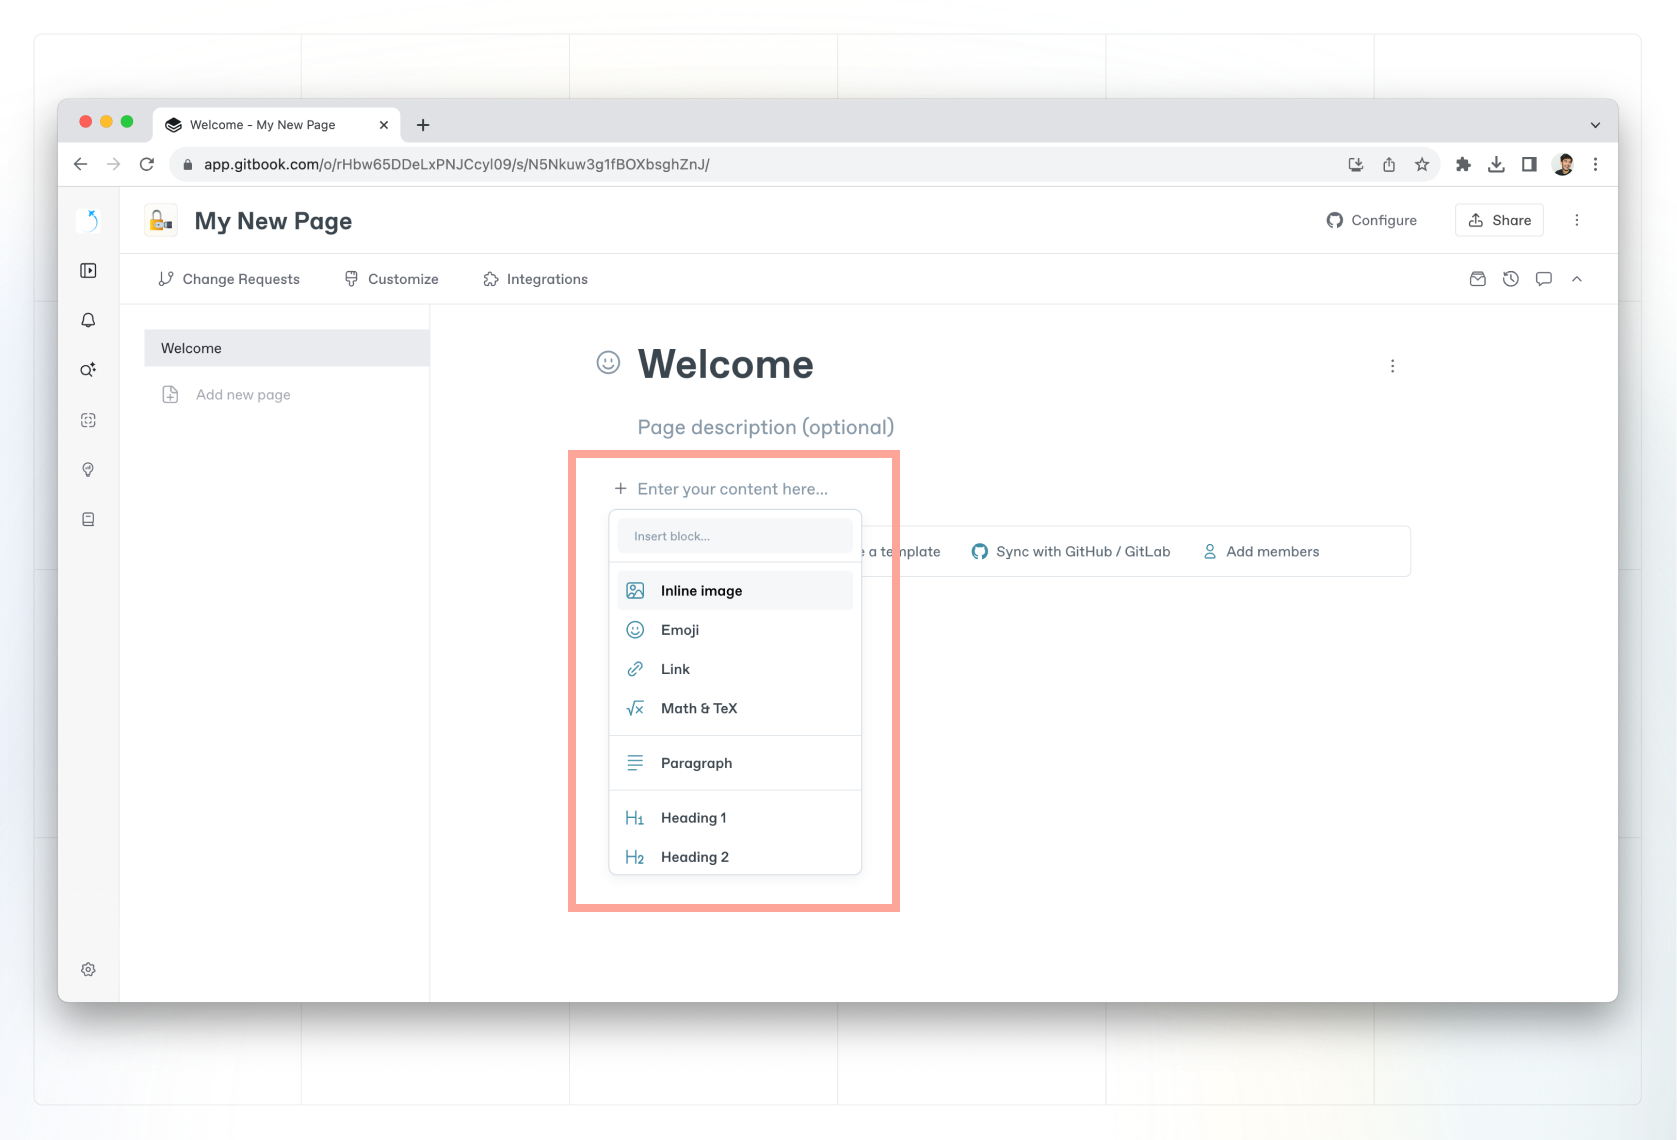 Welcome - My New Page
app.gitbook.com/o/rHbw65DDeLxPNJCcyl09/s/N5Nkuw3g1fBOXbsghZnJ/
My New Page
Configure
Share
Change Requests
Customize
Integrations
Welcome
Add new page
Welcome
Page description (optional)
Enter your content here...
Insert block...
a template
Sync with GitHub / GitLab
Add members
Inline image
Emoji
Link
Math & TeX
Paragraph
H1 Heading 1
H2 Heading 2